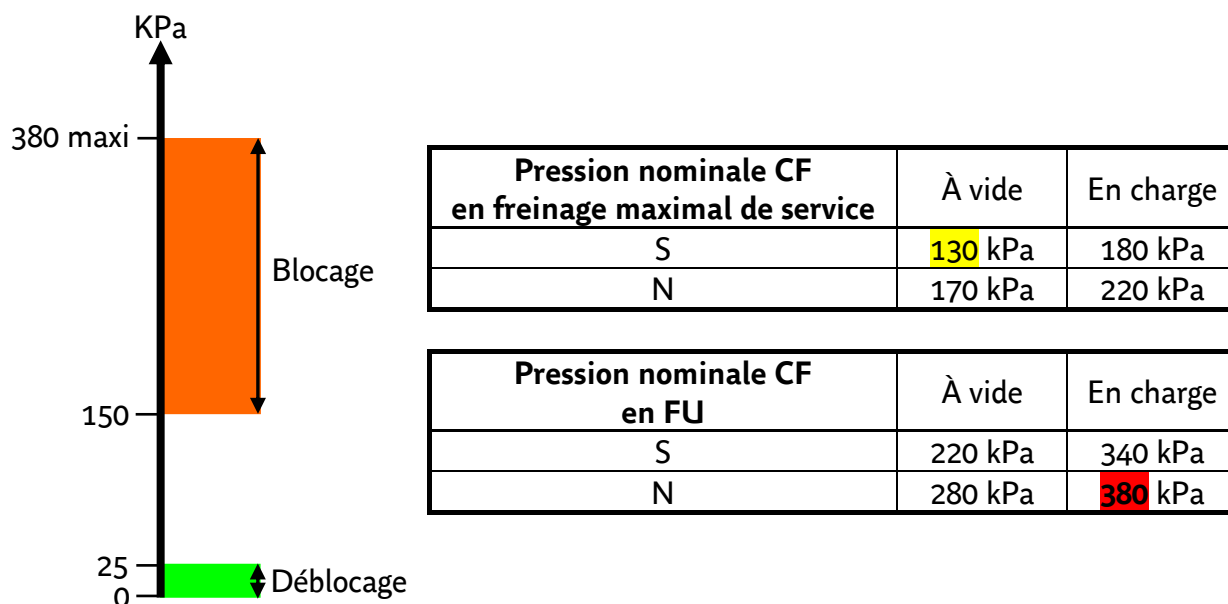 KPa
380 maxi
Blocage
150
25
Déblocage
0
Pression nominale CF
en freinage maximal de service
À vide
En charge
S
130 kPa
180 kPa
N
170 kPa
220 kPa
Pression nominale CF
en FU
À vide
En charge
S
220 kPa
340 kPa
N
280 kPa
380 kPa